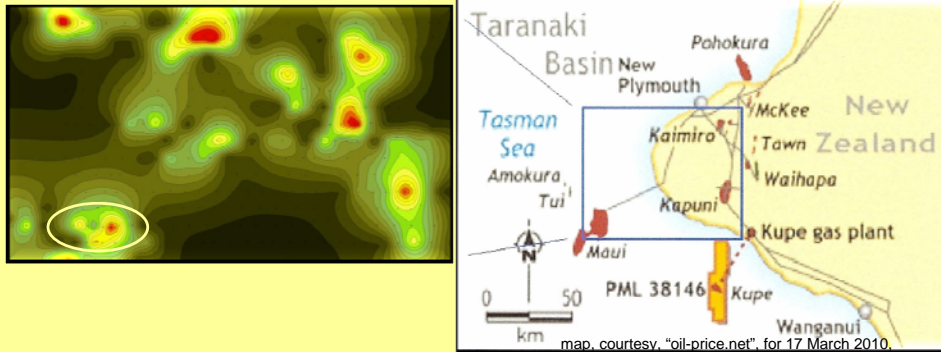 Taranaki
Basin
Pohokura
New
Plymouth
McKee
New
Zealand
Tasman
Sea
Kaimiro
Tawn
Amokura
Tui
Waihapa
Kapuni
Kupe gas plant
Maui
N
PML 38146
Kupe
0 50
km
Wanganui
map, courtesy, "oil-price.net", for 17 March 2010,